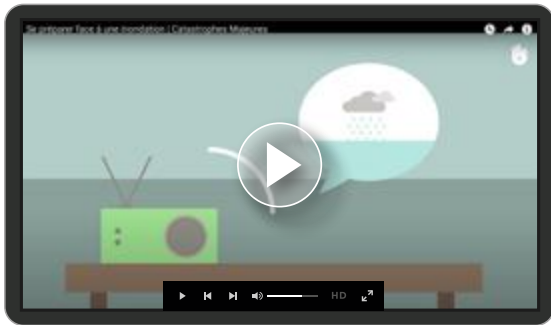 Se préparer face à une inondation | Catastrophes Majeures
HD